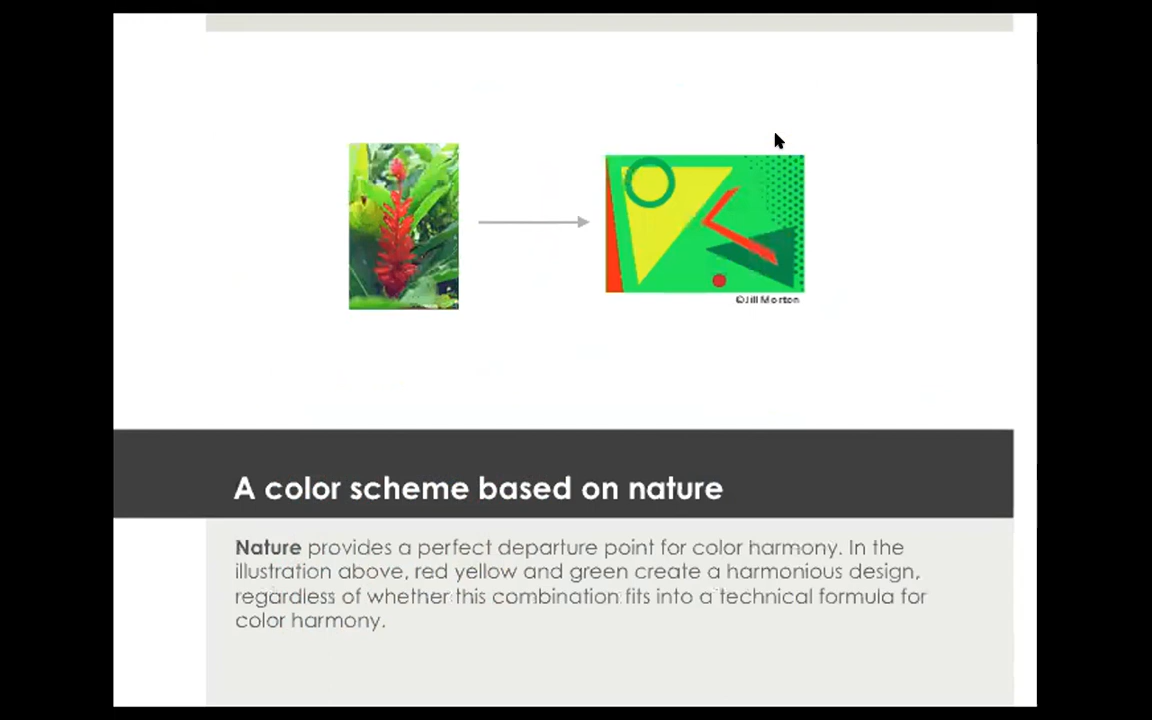 ©Jill Morton
A color scheme based on nature
Nature provides a perfect departure point for color harmony. In the
illustration above, red yellow and green create a harmonious design,
regardless of whether this combination fits into a technical formula for
color harmony.